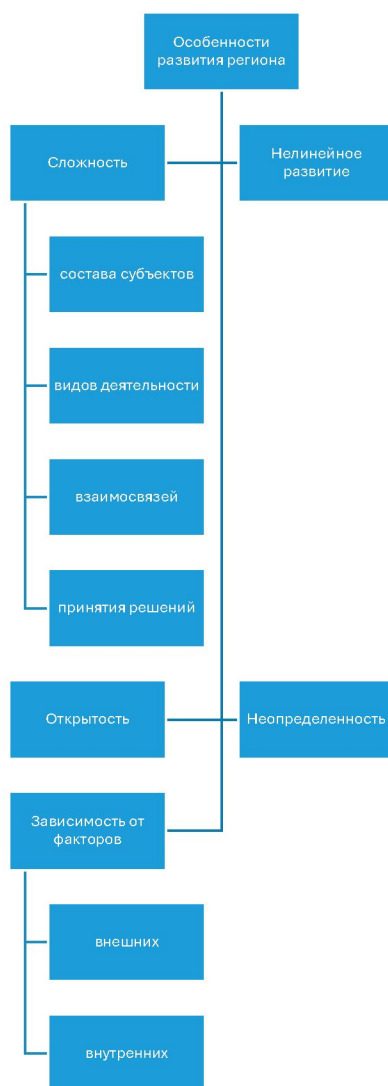 Особенности
развития региона
Сложность
Нелинейное
развитие
состава субъектов
видов деятельности
взаимосвязей
принятия решений
Открытость
Неопределенность
Зависимость от
факторов
внешних
внутренних